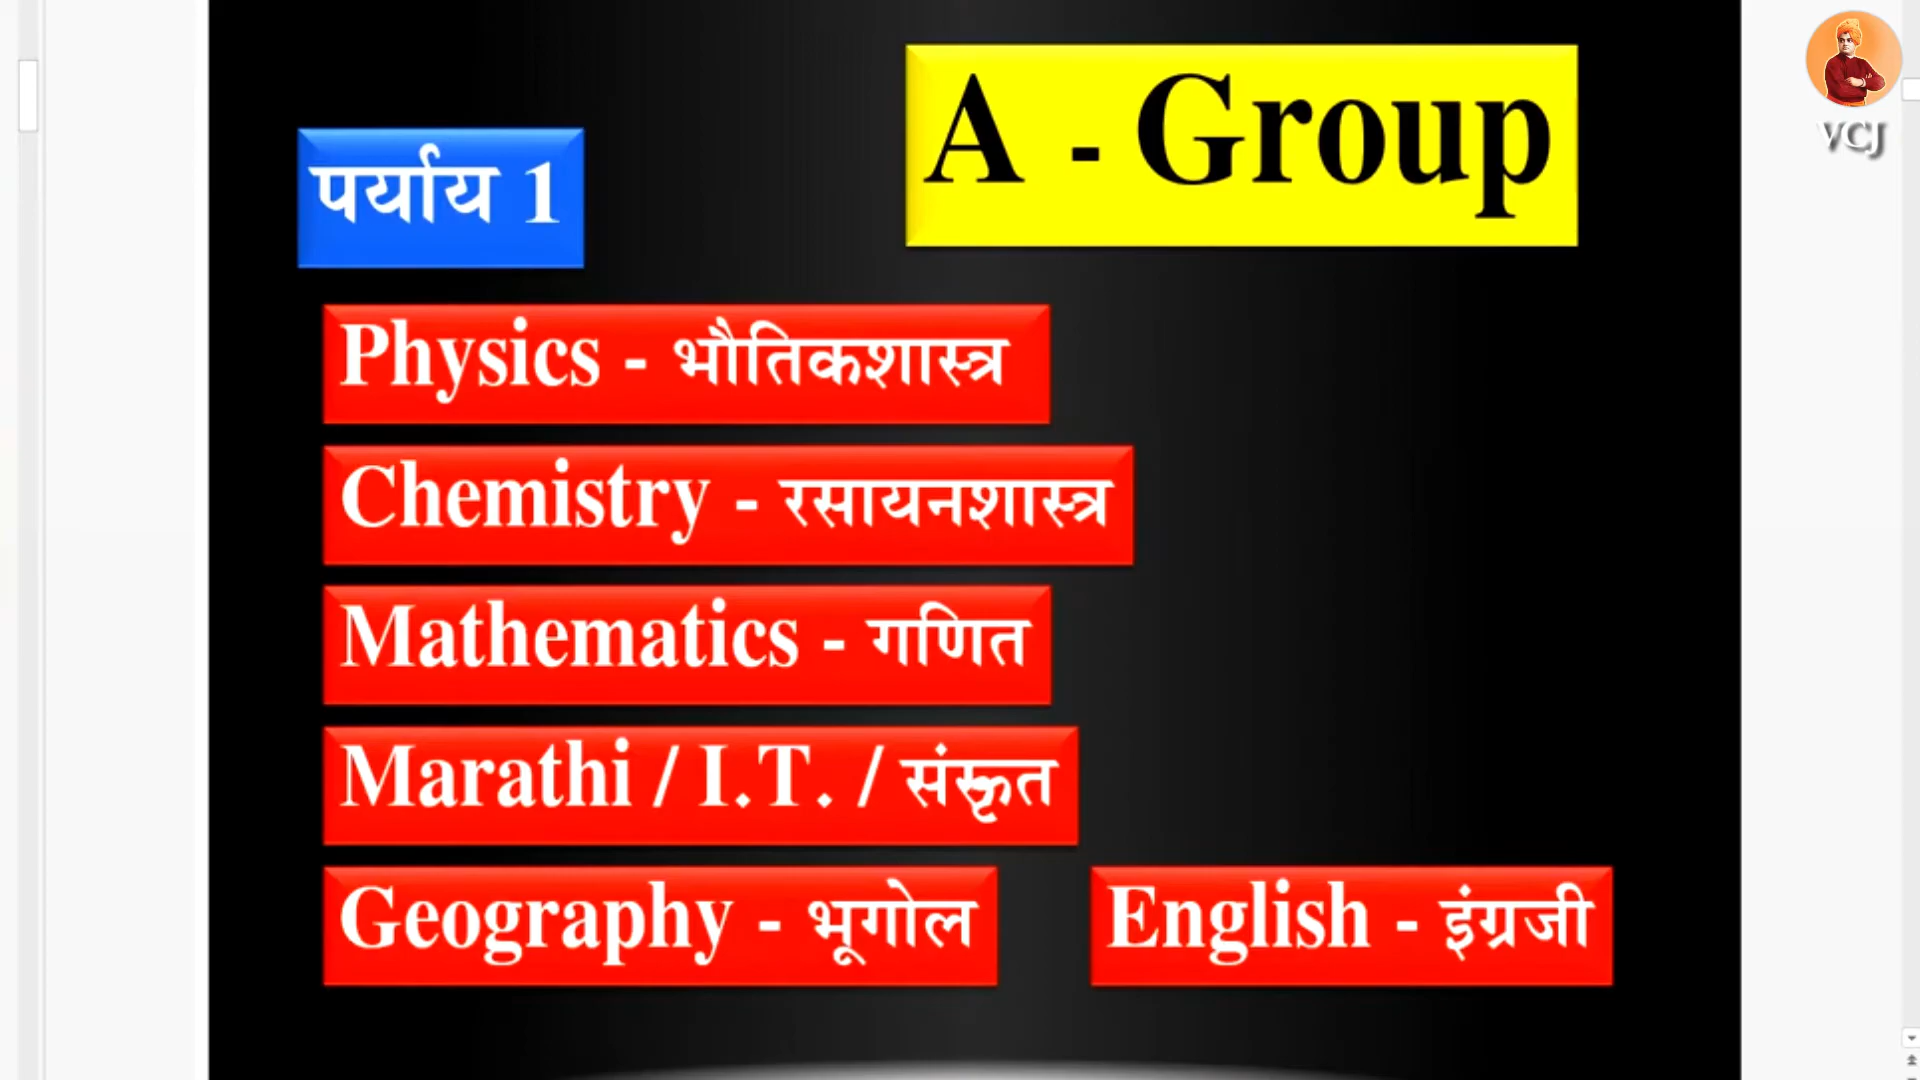 A - Group
पर्याय 1
Physics - भौतिकशास्त्र
Chemistry - रसायनशास्त्र
Mathematics - गणित
Marathi / I.T. / संस्कृत
Geography - भूगोल
English - इंग्रजी
VCJ